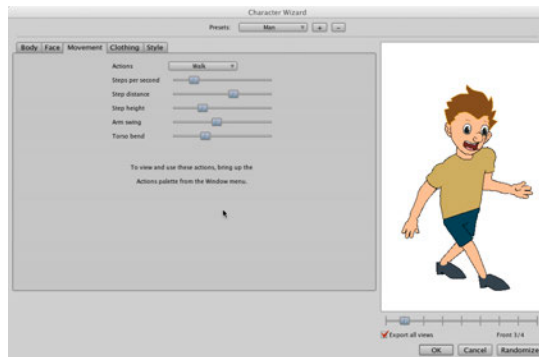 Character Wizard
Presets: Man + -
Body Face Movement Clothing Style
Actions Walk
Steps per second
Step distance
Step height
Arm swing
Torso bend
To view and use these actions, bring up the
Actions palette from the Window menu.
Export all views Front 3/4
OK Cancel Randomize